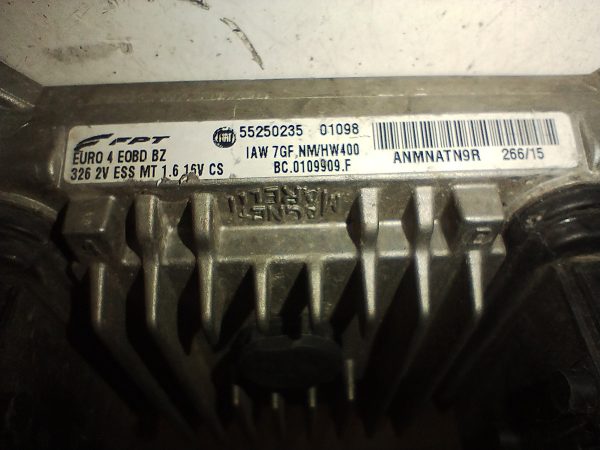 FPT
EURO 4 EOBD BZ
326 2V ESS MT 1.6 16V CS
FIAT
55250235 01098
IAW 7GF.NM/HW400
BC.0109909.F
ANMNATN9R 266/15
MAGNETI
MARELLI